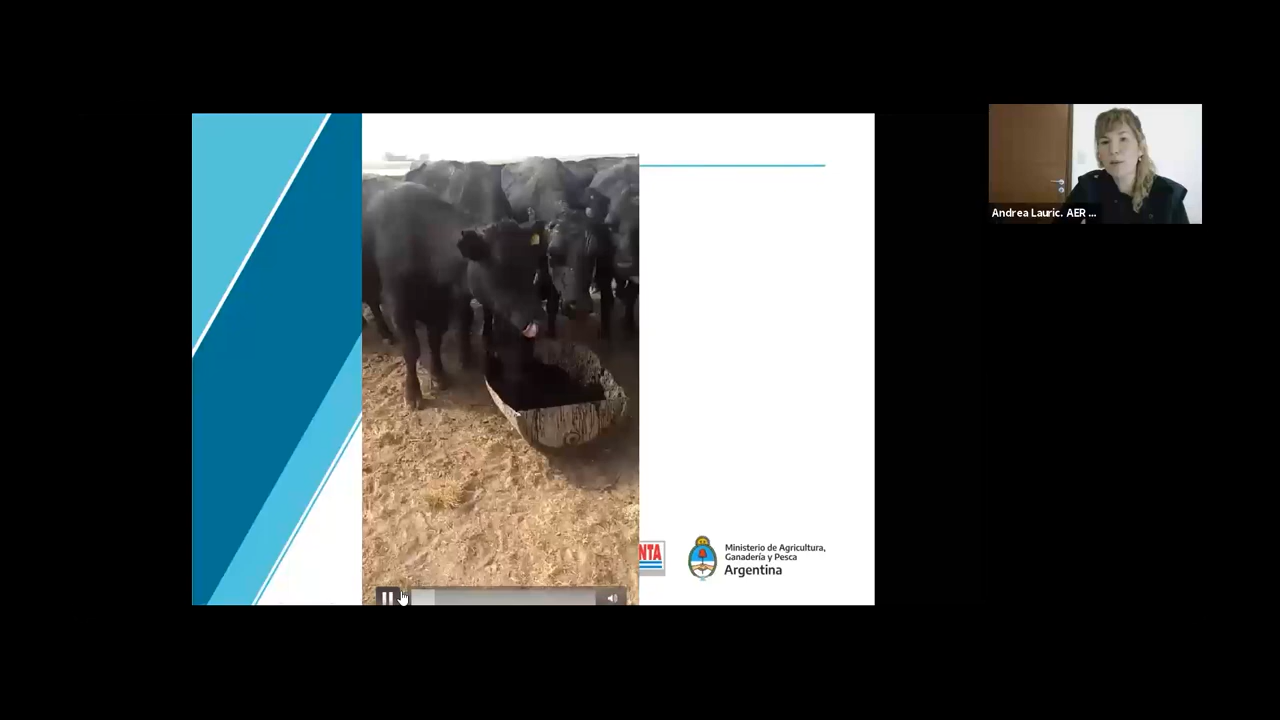 Andrea Lauric. AER ...
NTA
Ministerio de Agricultura,
Ganadería y Pesca
Argentina